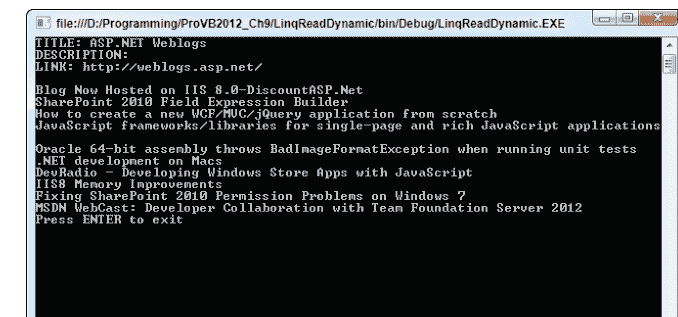 file:///D:/Programming/ProVB2012_Ch9/LinqReadDynamic/bin/Debug/LinqReadDynamic.EXE
TITLE: ASP.NET Weblogs
DESCRIPTION:
LINK: http://weblogs.asp.net/
Blog Now Hosted on IIS 8.0-DiscountASP.Net
SharePoint 2010 Field Expression Builder
How to create a new WCF/MVC/jQuery application from scratch
JavaScript frameworks/libraries for single-page and rich JavaScript applications
Oracle 64-bit assembly throws BadImageFormatException when running unit tests
.NET development on Macs
DevRadio - Developing Windows Store Apps with JavaScript
IIS8 Memory Improvements
Fixing SharePoint 2010 Permission Problems on Windows 7
MSDN WebCast: Developer Collaboration with Team Foundation Server 2012
Press ENTER to exit